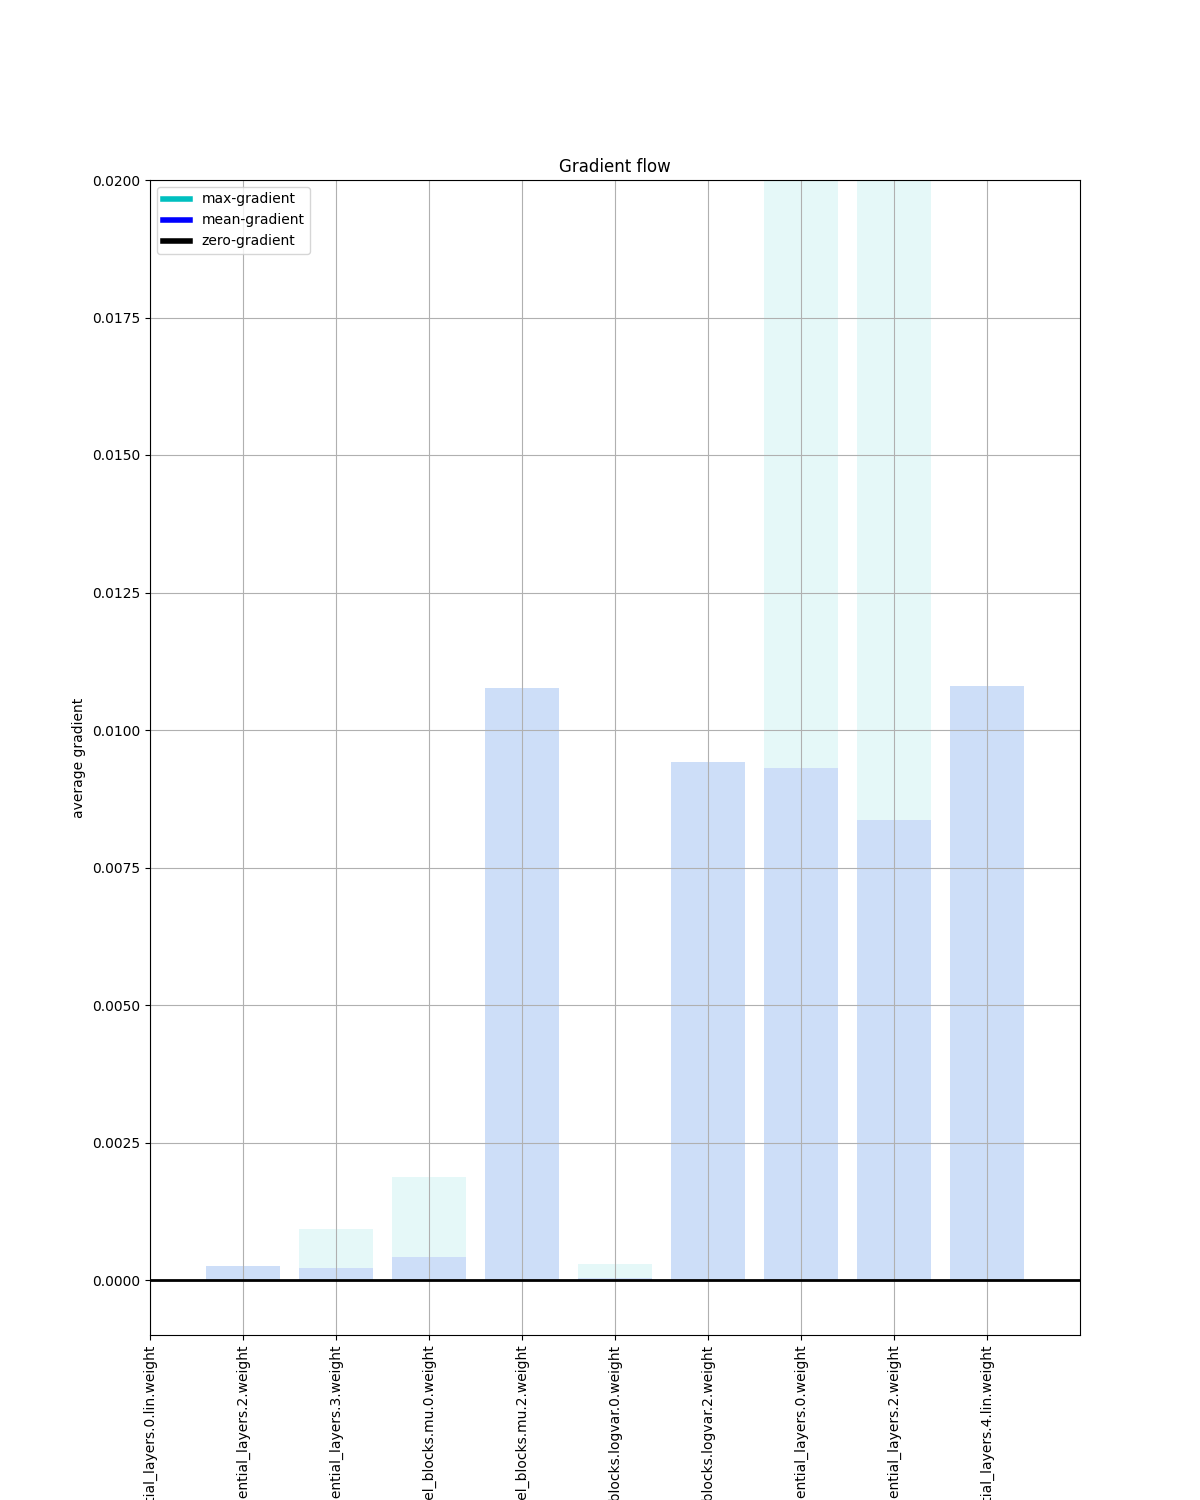 Gradient flow
max-gradient
mean-gradient
zero-gradient
0.0200
0.0175
0.0150
0.0125
0.0100
0.0075
0.0050
0.0025
0.0000
average gradient
tial_layers.0.lin.weight
ential_layers.2.weight
ential_layers.3.weight
el_blocks.mu.0.weight
el_blocks.mu.2.weight
blocks.logvar.0.weight
blocks.logvar.2.weight
ential_layers.0.weight
ential_layers.2.weight
tial_layers.4.lin.weight